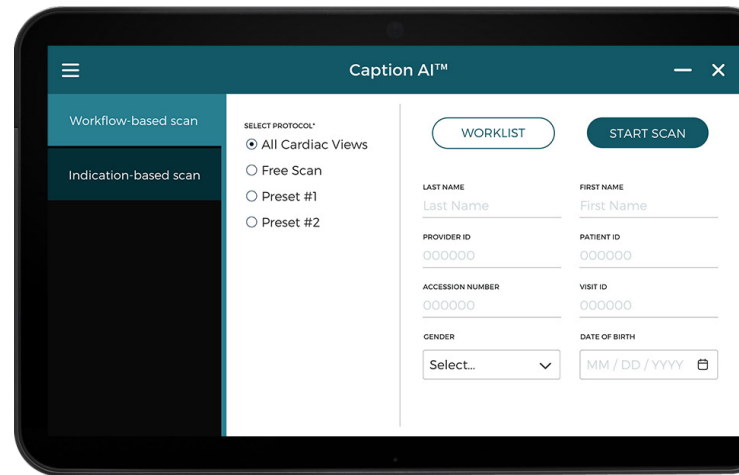 Caption AI™
Workflow-based scan
Indication-based scan
SELECT PROTOCOL*
All Cardiac Views
Free Scan
Preset #1
Preset #2
WORKLIST
START SCAN
LAST NAME
FIRST NAME
Last Name
First Name
PROVIDER ID
PATIENT ID
000000
000000
ACCESSION NUMBER
VISIT ID
000000
000000
GENDER
DATE OF BIRTH
Select...
MM / DD / YYYY